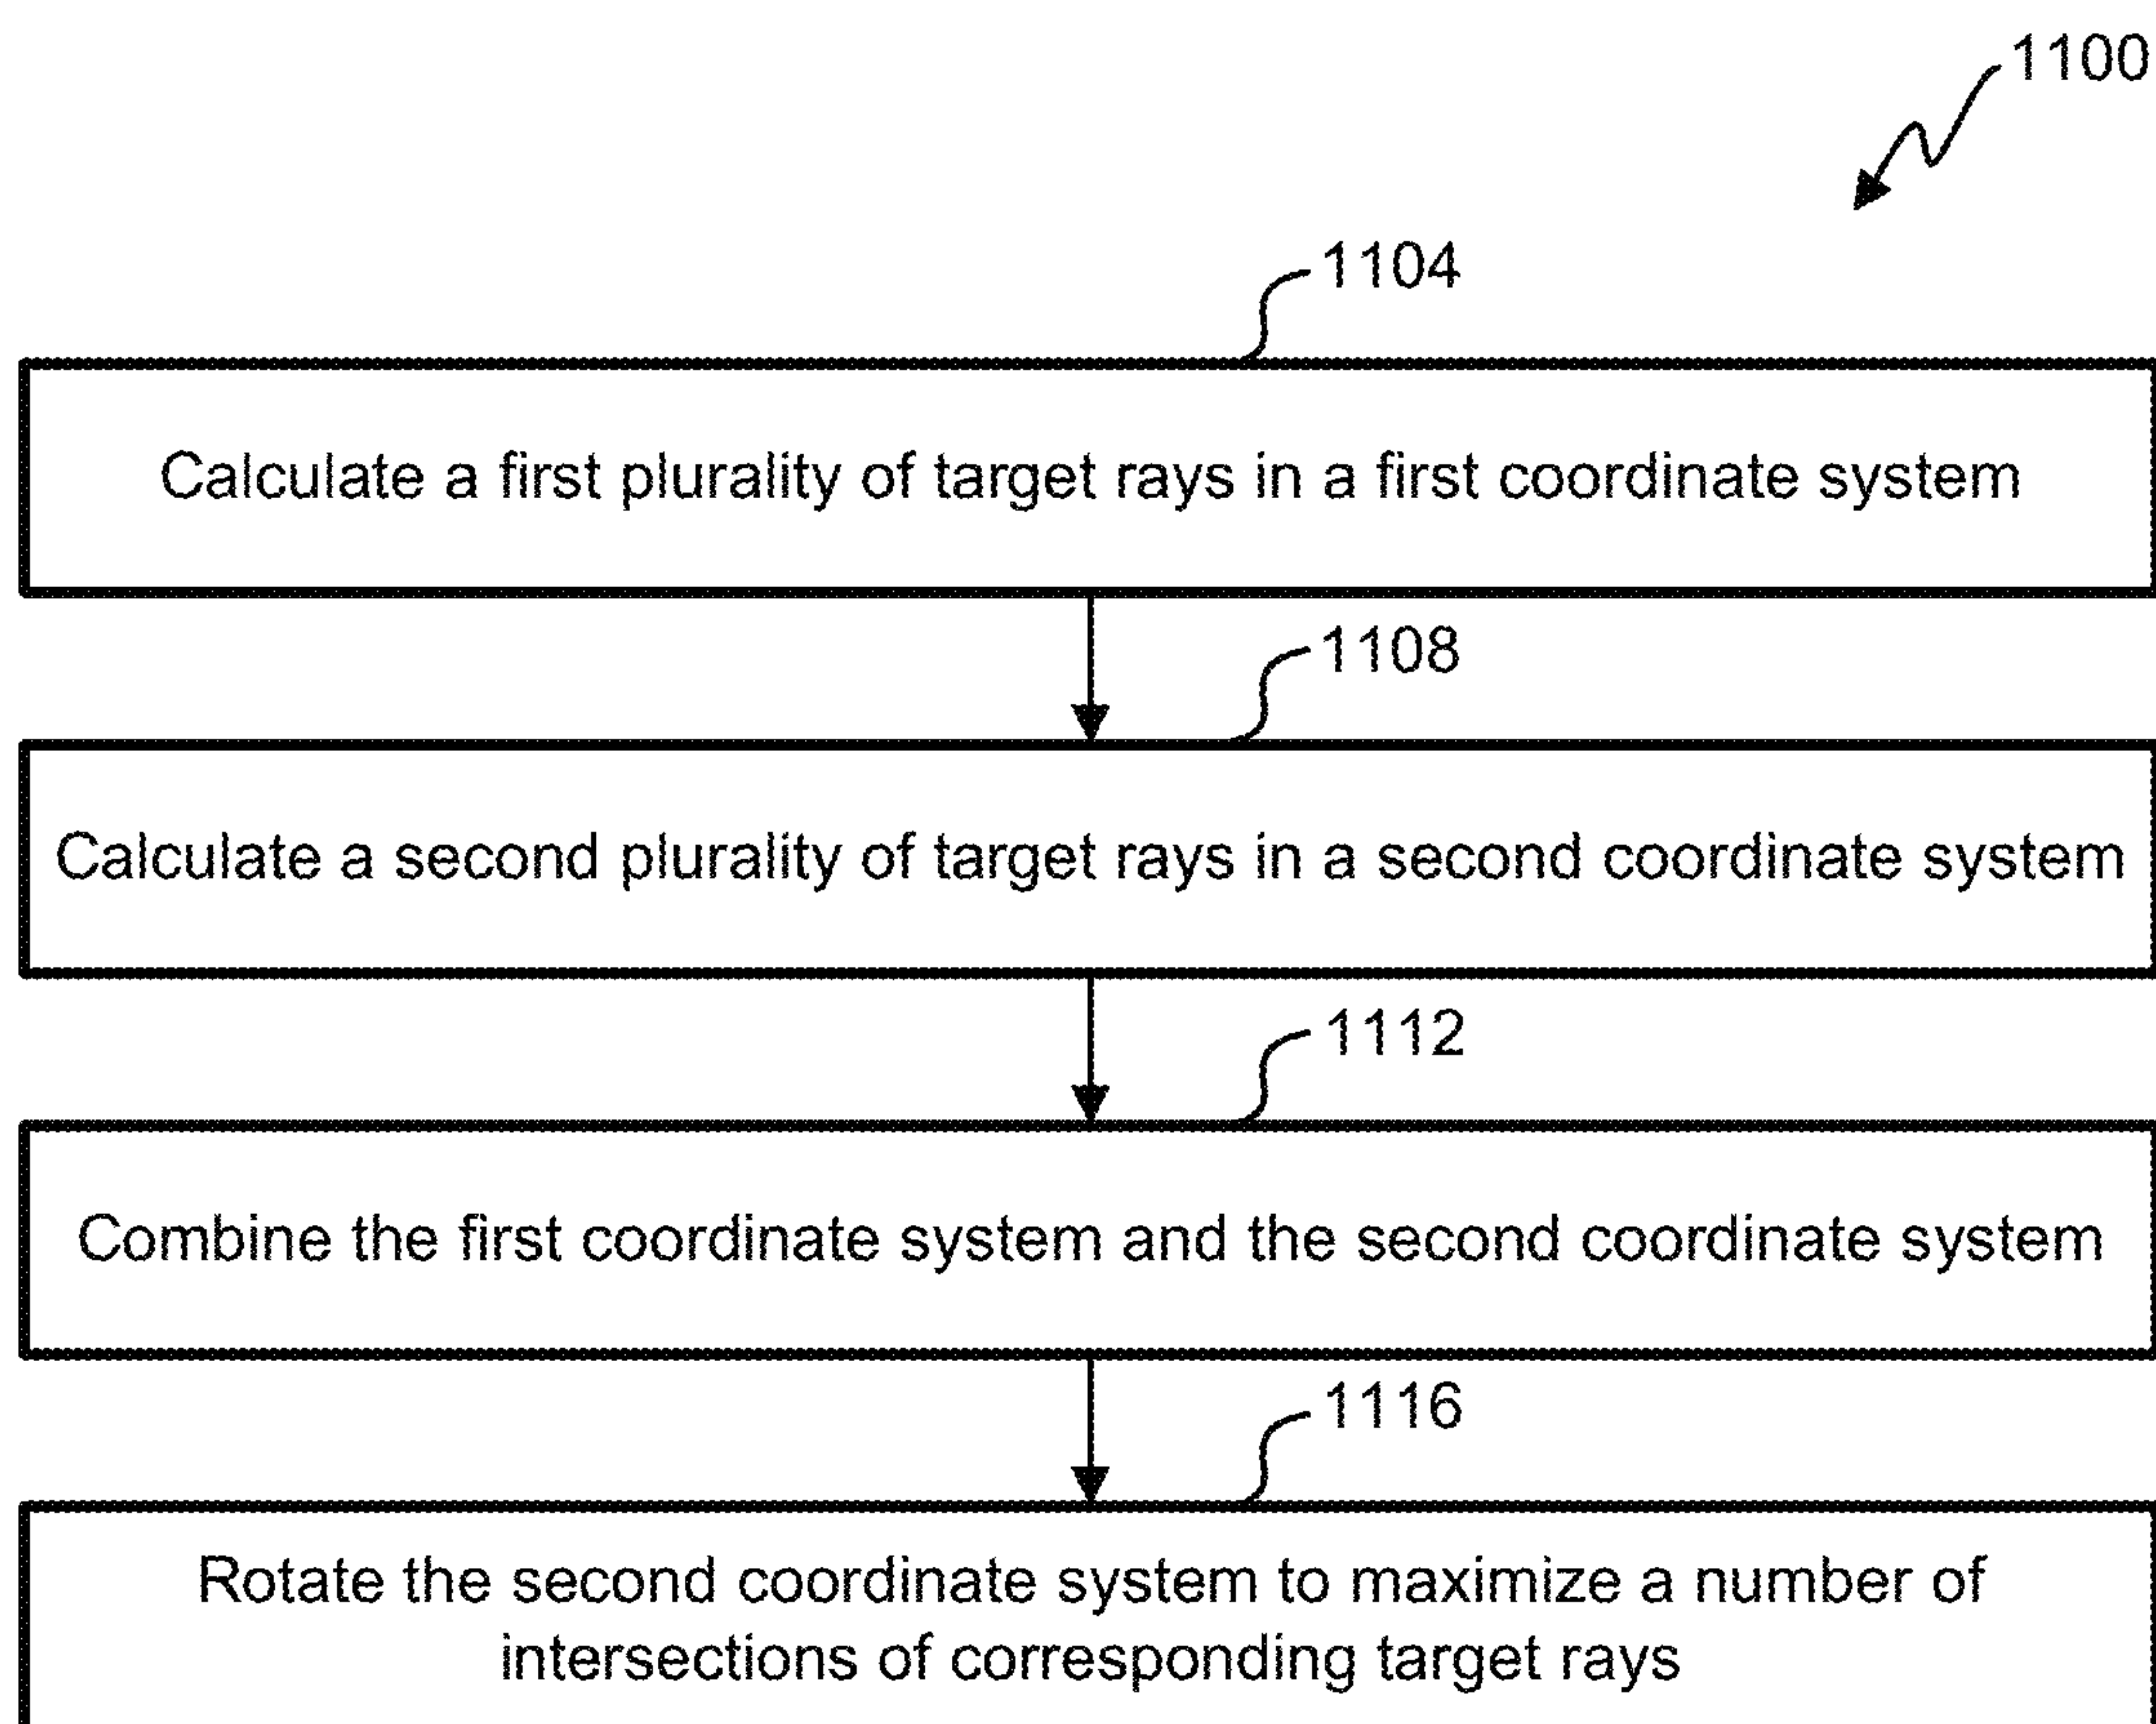 1100
1104
Calculate a first plurality of target rays in a first coordinate system
1108
Calculate a second plurality of target rays in a second coordinate system
1112
Combine the first coordinate system and the second coordinate system
1116
Rotate the second coordinate system to maximize a number of
intersections of corresponding target rays